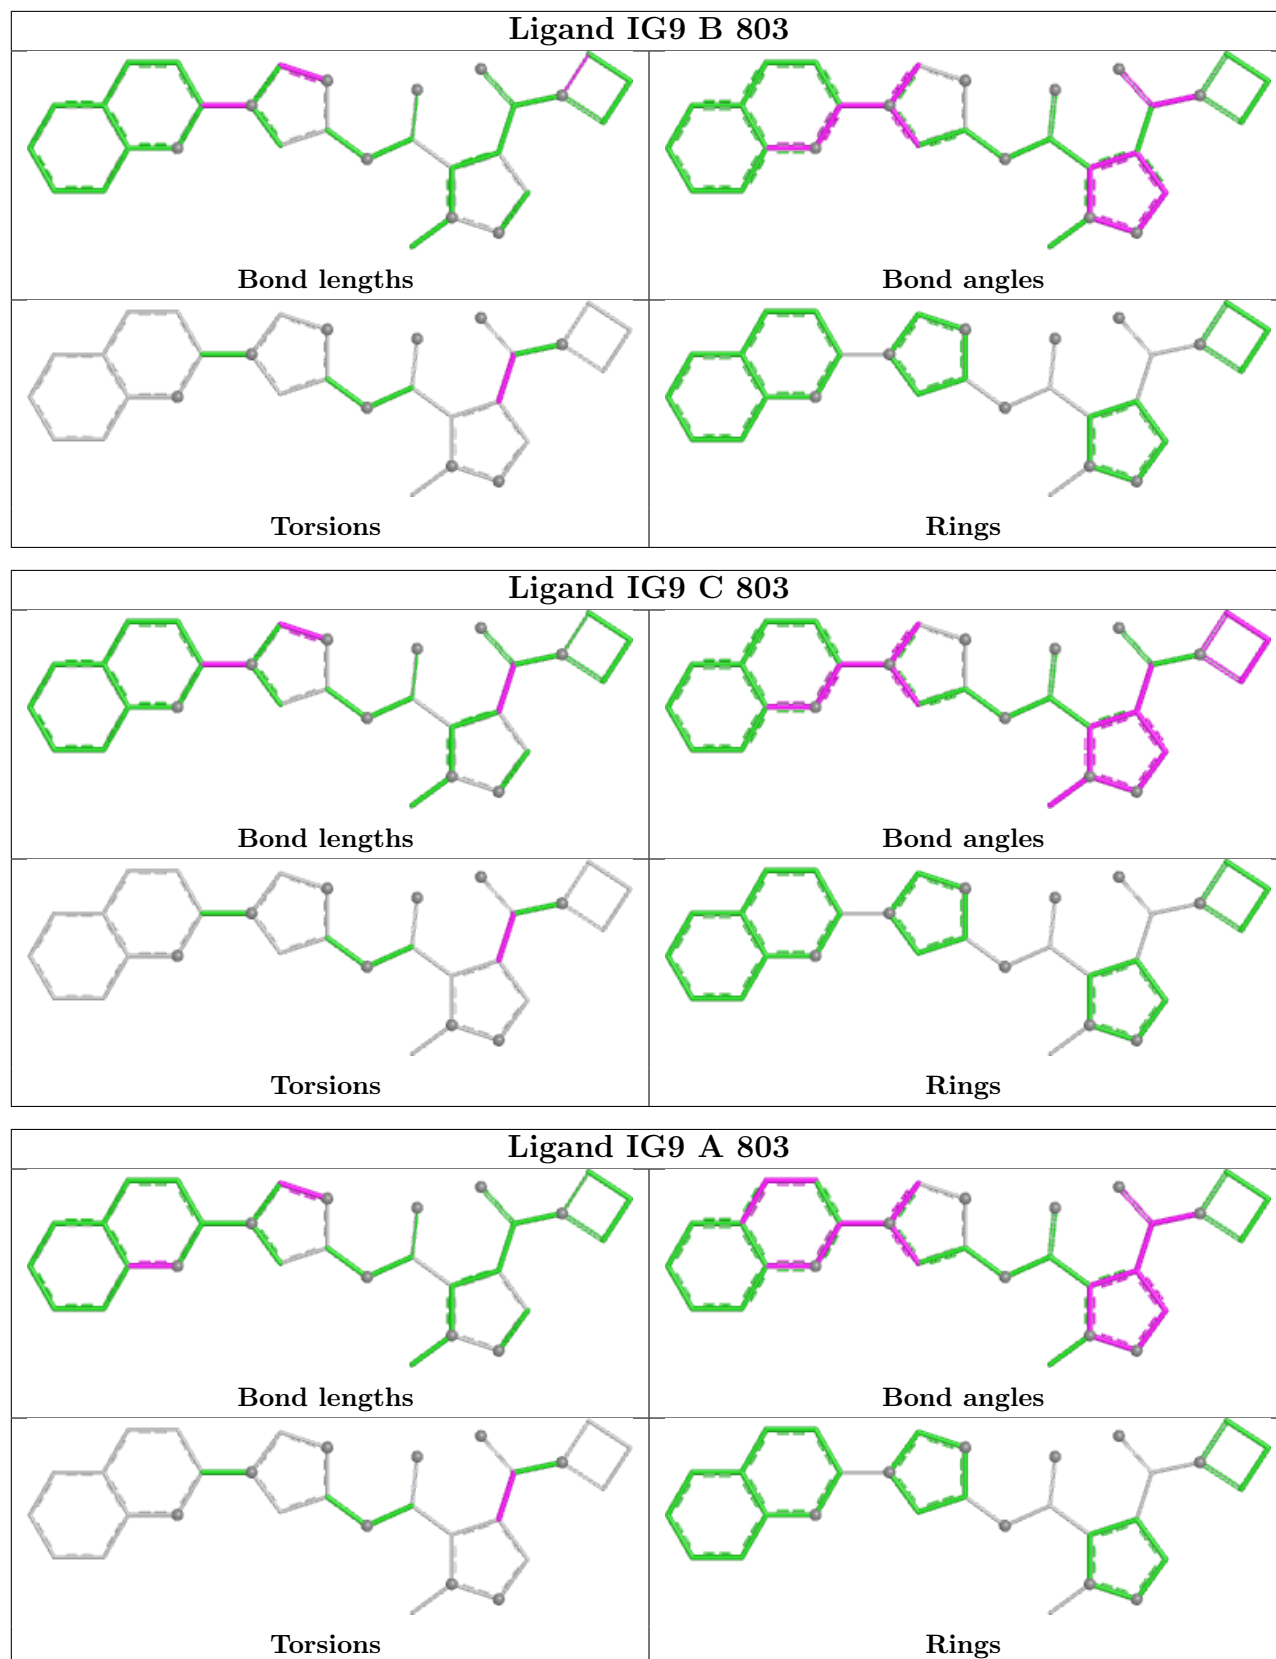 Ligand IG9 B 803
Bond lengths
Bond angles
Torsions
Rings
Ligand IG9 C 803
Bond lengths
Bond angles
Torsions
Rings
Ligand IG9 A 803
Bond lengths
Bond angles
Torsions
Rings